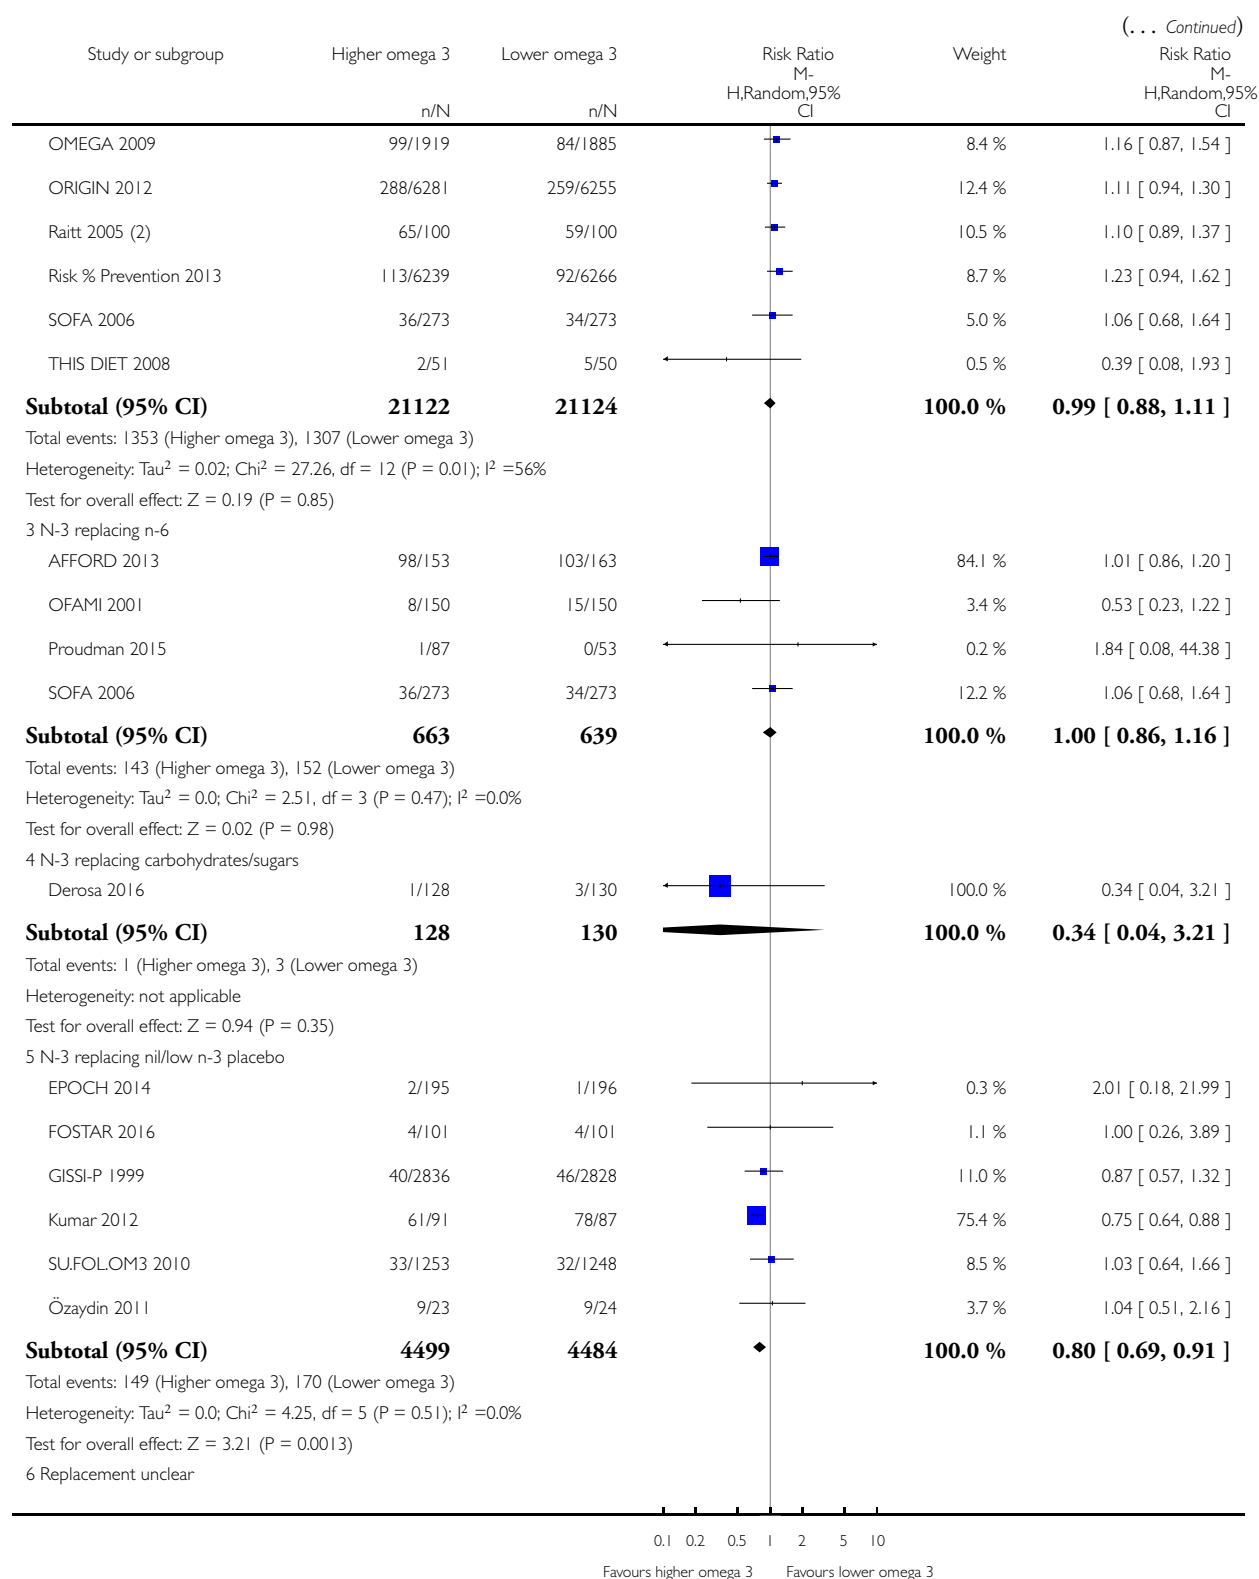 (... Continued)
Study or subgroup Higher omega 3 Lower omega 3 Risk Ratio Weight Risk Ratio
M- M-
H,Random,95% H,Random,95%
n/N n/N CI CI
OMEGA 2009 99/1919 84/1885 8.4 % 1.16 [ 0.87, 1.54 ]
ORIGIN 2012 288/6281 259/6255 12.4 % 1.11 [ 0.94, 1.30 ]
Raitt 2005 (2) 65/100 59/100 10.5 % 1.10 [ 0.89, 1.37 ]
Risk % Prevention 2013 113/6239 92/6266 8.7 % 1.23 [ 0.94, 1.62 ]
SOFA 2006 36/273 34/273 5.0 % 1.06 [ 0.68, 1.64 ]
THIS DIET 2008 2/51 5/50 0.5 % 0.39 [ 0.08, 1.93 ]
Subtotal (95% CI) 21122 21124 100.0 % 0.99 [ 0.88, 1.11 ]
Total events: 1353 (Higher omega 3), 1307 (Lower omega 3)
Heterogeneity: Tau² = 0.02; Chi² = 27.26, df = 12 (P = 0.01); I² =56%
Test for overall effect: Z = 0.19 (P = 0.85)
3 N-3 replacing n-6
AFFORD 2013 98/153 103/163 84.1 % 1.01 [ 0.86, 1.20 ]
OFAMI 2001 8/150 15/150 3.4 % 0.53 [ 0.23, 1.22 ]
Proudman 2015 1/87 0/53 0.2 % 1.84 [ 0.08, 44.38 ]
SOFA 2006 36/273 34/273 12.2 % 1.06 [ 0.68, 1.64 ]
Subtotal (95% CI) 663 639 100.0 % 1.00 [ 0.86, 1.16 ]
Total events: 143 (Higher omega 3), 152 (Lower omega 3)
Heterogeneity: Tau² = 0.0; Chi² = 2.51, df = 3 (P = 0.47); I² =0.0%
Test for overall effect: Z = 0.02 (P = 0.98)
4 N-3 replacing carbohydrates/sugars
Derosa 2016 1/128 3/130 100.0 % 0.34 [ 0.04, 3.21 ]
Subtotal (95% CI) 128 130 100.0 % 0.34 [ 0.04, 3.21 ]
Total events: 1 (Higher omega 3), 3 (Lower omega 3)
Heterogeneity: not applicable
Test for overall effect: Z = 0.94 (P = 0.35)
5 N-3 replacing nil/low n-3 placebo
EPOCH 2014 2/195 1/196 0.3 % 2.01 [ 0.18, 21.99 ]
FOSTAR 2016 4/101 4/101 1.1 % 1.00 [ 0.26, 3.89 ]
GISSI-P 1999 40/2836 46/2828 11.0 % 0.87 [ 0.57, 1.32 ]
Kumar 2012 61/91 78/87 75.4 % 0.75 [ 0.64, 0.88 ]
SU.FOL.OM3 2010 33/1253 32/1248 8.5 % 1.03 [ 0.64, 1.66 ]
Özaydin 2011 9/23 9/24 3.7 % 1.04 [ 0.51, 2.16 ]
Subtotal (95% CI) 4499 4484 100.0 % 0.80 [ 0.69, 0.91 ]
Total events: 149 (Higher omega 3), 170 (Lower omega 3)
Heterogeneity: Tau² = 0.0; Chi² = 4.25, df = 5 (P = 0.51); I² =0.0%
Test for overall effect: Z = 3.21 (P = 0.0013)
6 Replacement unclear
0.1 0.2 0.5 1 2 5 10
Favours higher omega 3 Favours lower omega 3